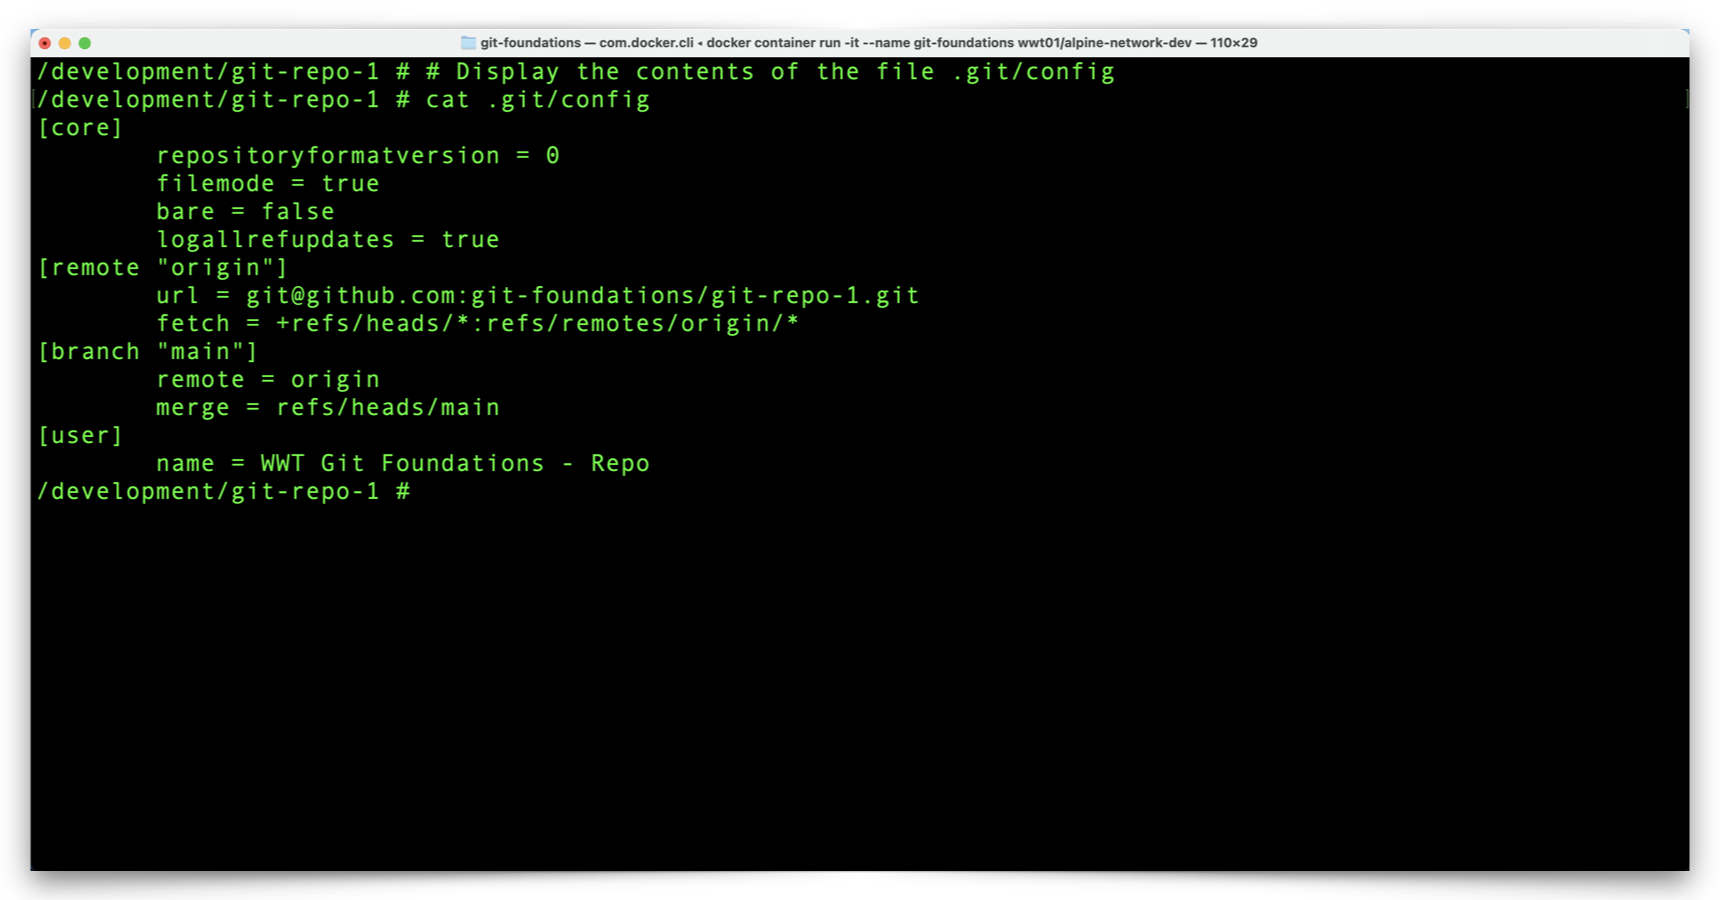 git-foundations — com.docker.cli ◂ docker container run -it --name git-foundations wwt01/alpine-network-dev — 110×29
/development/git-repo-1 # # Display the contents of the file .git/config
/development/git-repo-1 # cat .git/config
[core]
        repositoryformatversion = 0
        filemode = true
        bare = false
        logallrefupdates = true
[remote "origin"]
        url = git@github.com:git-foundations/git-repo-1.git
        fetch = +refs/heads/*:refs/remotes/origin/*
[branch "main"]
        remote = origin
        merge = refs/heads/main
[user]
        name = WWT Git Foundations - Repo
/development/git-repo-1 #